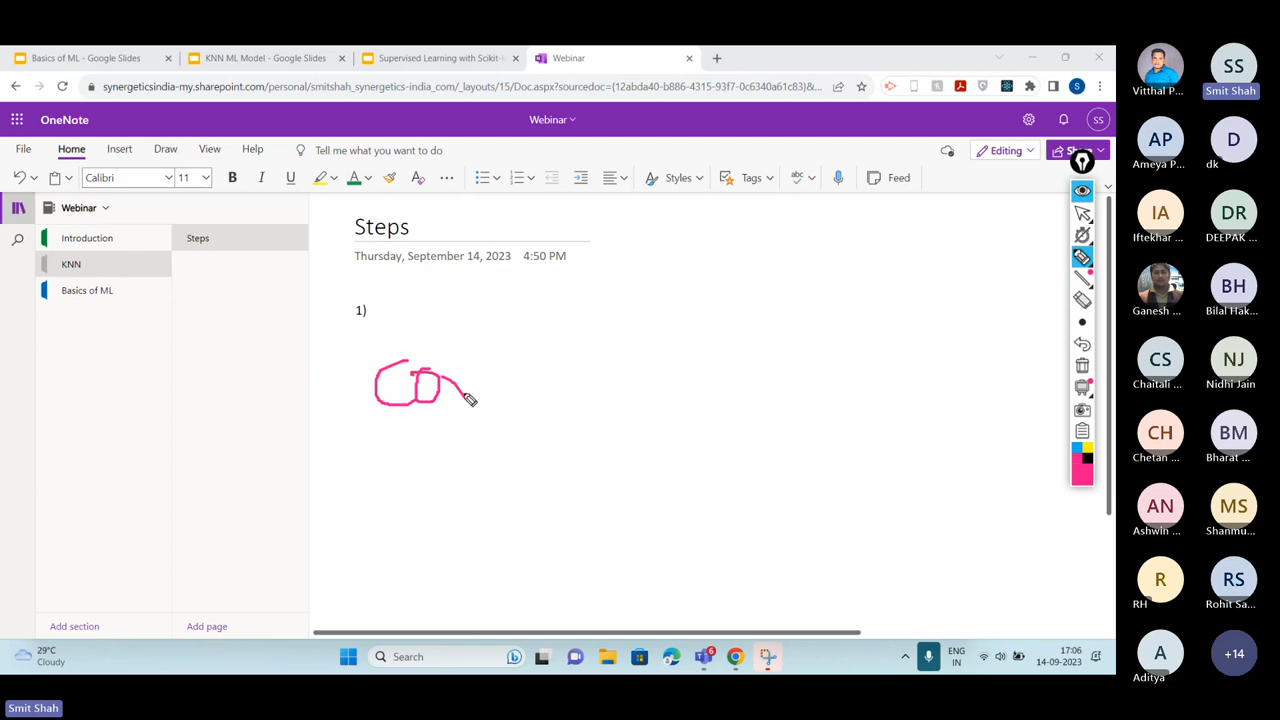 Basics of ML - Google Slides
KNN ML Model - Google Slides
Supervised Learning with Scikit-
Webinar
synergeticsindia-my.sharepoint.com/personal/smitshah_synergetics-india_com/_layouts/15/Doc.aspx?sourcedoc={12abda40-b886-4315-93f7-0c6340a61c83}&...
S
OneNote
Webinar
SS
File Home Insert Draw View Help Tell me what you want to do
Editing
Calibri 11 B I U
Styles Tags abc Feed
Webinar
Introduction
KNN
Basics of ML
Steps
Add section
Add page
Steps
Thursday, September 14, 2023 4:50 PM
1)
29°C
Cloudy
Search
6
ENG
IN
17:06
14-09-2023
Smit Shah
Vitthal P...
SS
Smit Shah
AP
Ameya P...
D
dk
IA
Iftekhar ...
DR
DEEPAK ...
Ganesh ...
BH
Bilal Hak...
CS
Chaitali ...
NJ
Nidhi Jain
CH
Chetan ...
BM
Bharat ...
AN
Ashwin ...
MS
Shanmu...
R
RH
RS
Rohit Sa...
A
Aditya
+14